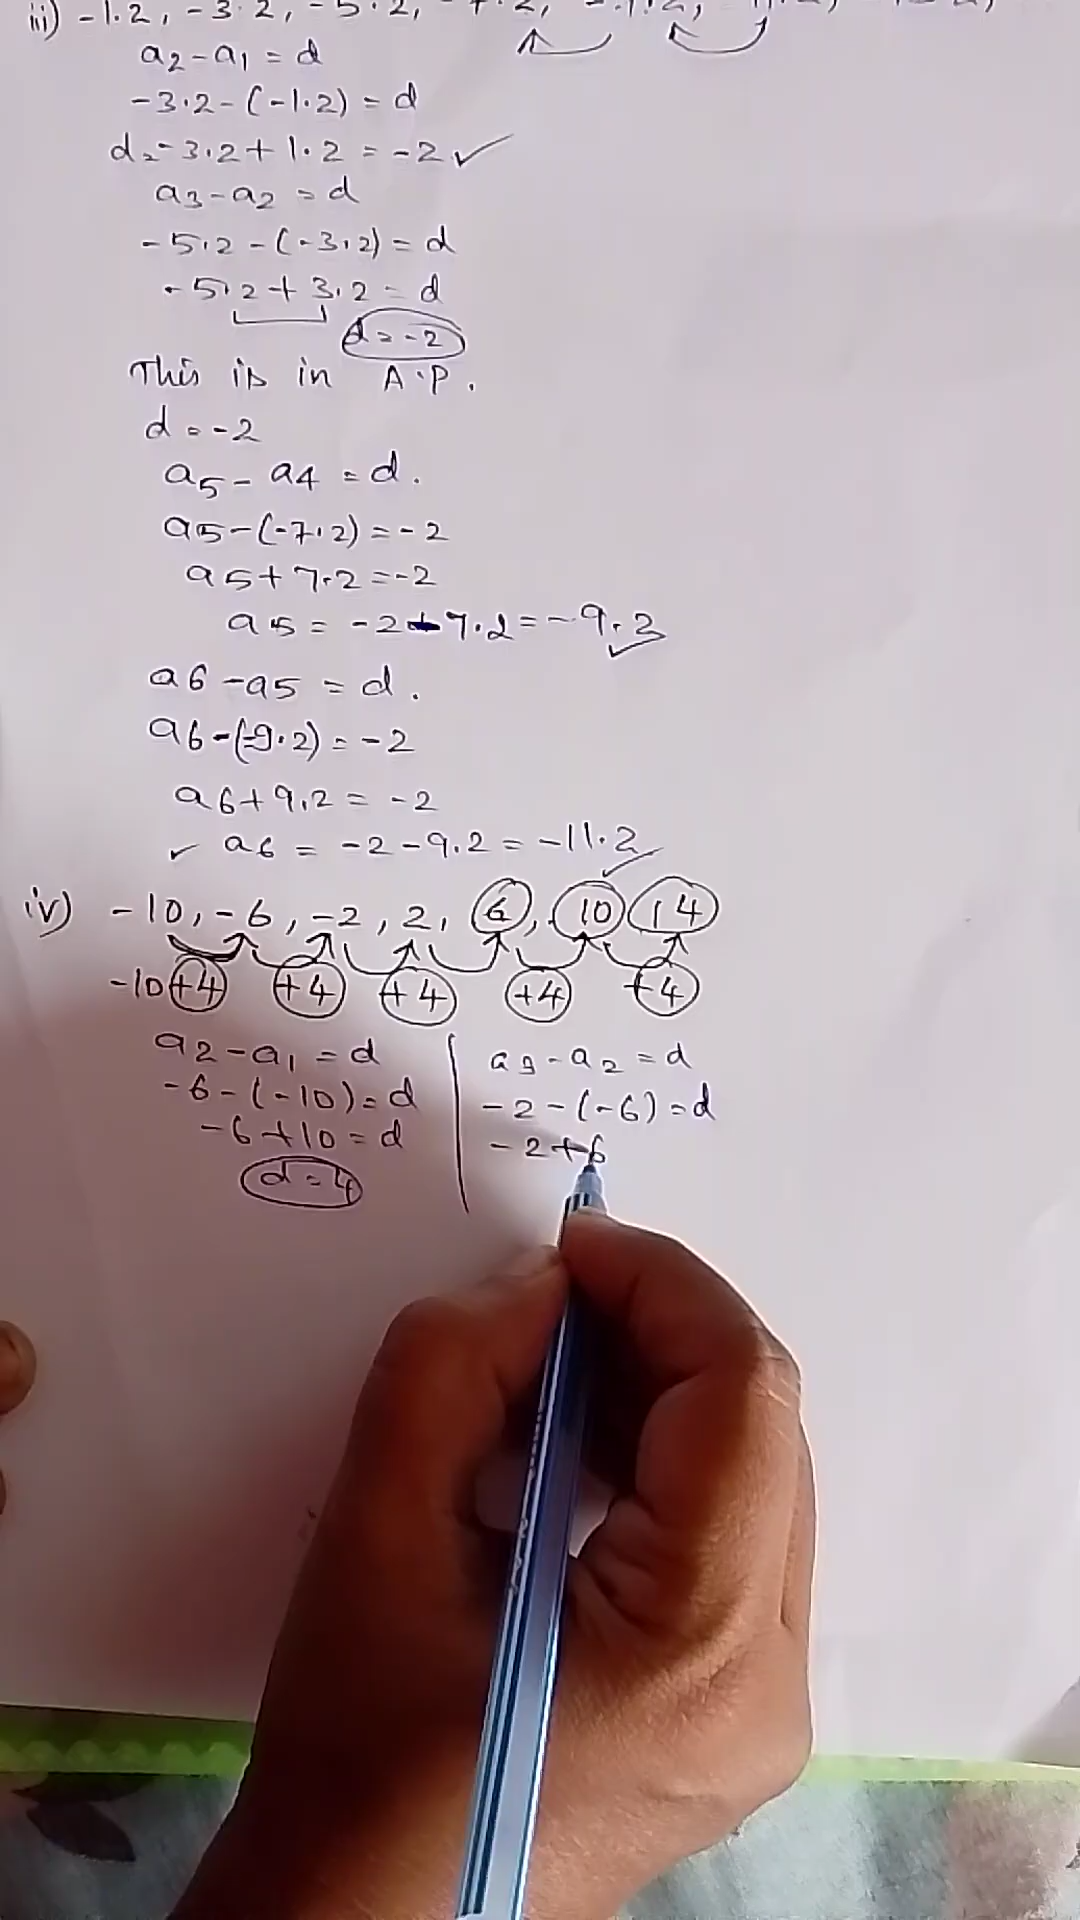 iii) -1.2, -3.2, -5.2, -7.2,
a2-a1 = d
-3.2-(-1.2) = d
d=-3.2+1.2 = -2 ✓
a3-a2 = d
-5.2-(-3.2) = d
-5.2+3.2 = d
d=-2
This is in A.P.
d=-2
a5-a4 = d.
a5-(-7.2) = -2
a5+7.2=-2
a5 = -2-7.2=-9.2
a6-a5 = d.
a6-(-9.2) = -2
a6+9.2 = -2
✓ a6 = -2-9.2 = -11.2
iv) -10, -6, -2, 2, 6, 10 14
-10 +4 +4 +4 +4 +4
a2-a1 = d
-6-(-10)=d
-6+10=d
d=4
a3-a2=d
-2-(-6)=d
-2+6